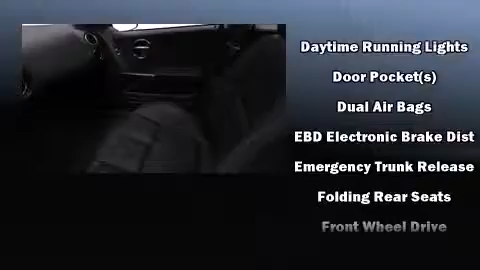 Daytime Running Lights
Door Pocket(s)
Dual Air Bags
EBD Electronic Brake Dist
Emergency Trunk Release
Folding Rear Seats
Front Wheel Drive